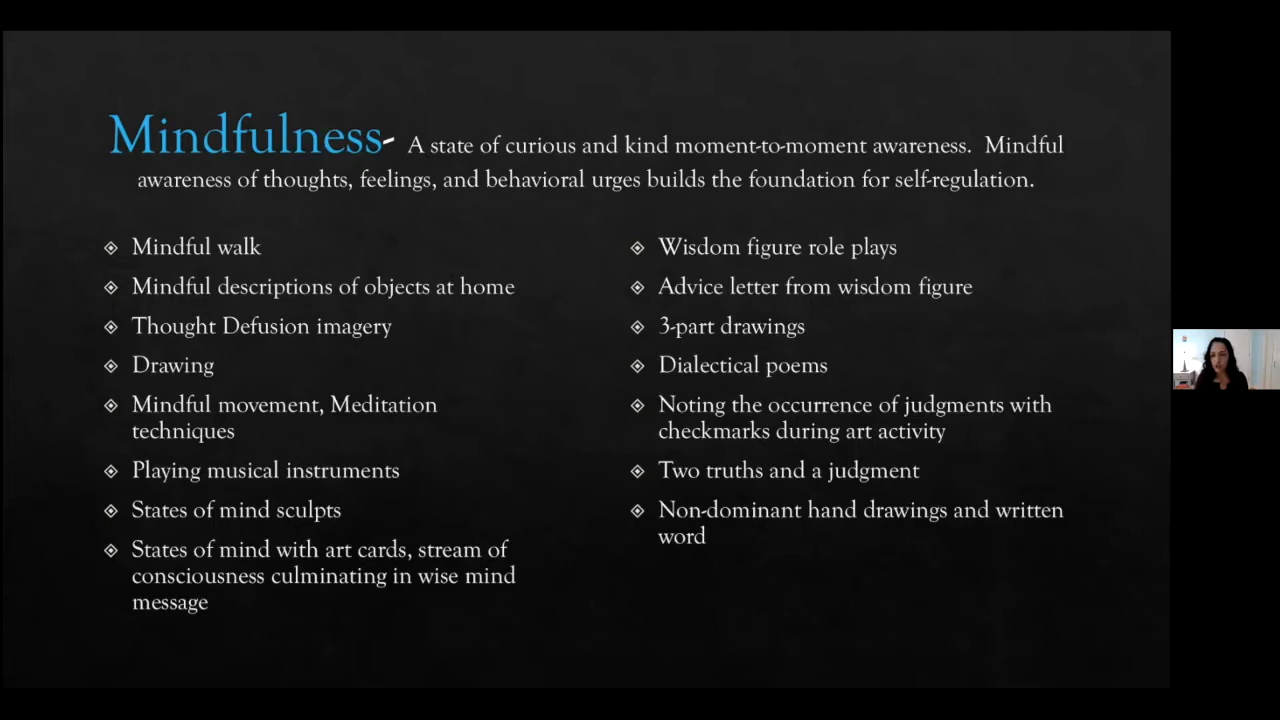 Mindfulness- A state of curious and kind moment-to-moment awareness. Mindful
awareness of thoughts, feelings, and behavioral urges builds the foundation for self-regulation.
Mindful walk
Mindful descriptions of objects at home
Thought Defusion imagery
Drawing
Mindful movement, Meditation
techniques
Playing musical instruments
States of mind sculpts
States of mind with art cards, stream of
consciousness culminating in wise mind
message
Wisdom figure role plays
Advice letter from wisdom figure
3-part drawings
Dialectical poems
Noting the occurrence of judgments with
checkmarks during art activity
Two truths and a judgment
Non-dominant hand drawings and written
word